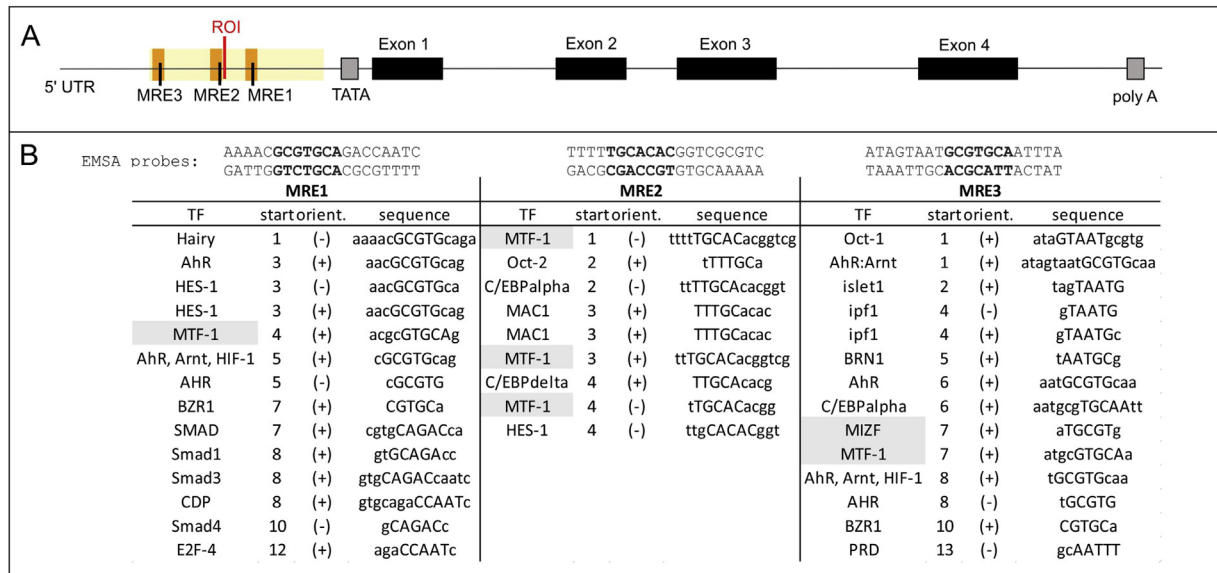 A
ROI
Exon 1
Exon 2
Exon 3
Exon 4
5' UTR
MRE3
MRE2
MRE1
TATA
poly A
B
EMSA probes:
AAAACGCGTGCAGACCAATC
GATTGGTCTGCACGCGTTTT
TTTTTGCACACGGTCGCGTC
GACGCGACCGTGTGCAAAAA
ATAGTAATGCGTGCAATTTA
TAAATTGCACGCATTACTAT
MRE1
TF start orient. sequence
Hairy 1 (-) aaaacGCGTGcaga
AhR 3 (+) aacGCGTGcag
HES-1 3 (-) aacGCGTGca
HES-1 3 (+) aacGCGTGcag
MTF-1 4 (+) acgcGTGCAg
AhR, Arnt, HIF-1 5 (+) cGCGTGcag
AHR 5 (-) cGCGTG
BZR1 7 (+) CGTGCa
SMAD 7 (+) cgtgCAGACca
Smad1 8 (+) gtGCAGAcc
Smad3 8 (+) gtgCAGACcaatc
CDP 8 (+) gtgcagaCCAATc
Smad4 10 (-) gCAGACc
E2F-4 12 (+) agaCCAATc
MRE2
TF start orient. sequence
MTF-1 1 (-) ttttTGCACacggtcg
Oct-2 2 (+) tTTTGCa
C/EBPalpha 2 (-) ttTTGCAcacggt
MAC1 3 (+) TTTGCacac
MAC1 3 (+) TTTGCacac
MTF-1 3 (+) ttTGCACacggtcg
C/EBPdelta 4 (+) TTGCAcacg
MTF-1 4 (-) tTGCACacgg
HES-1 4 (-) ttgCACACggt
MRE3
TF start orient. sequence
Oct-1 1 (+) ataGTAATgcgtg
AhR:Arnt 1 (+) atagtaatGCGTGcaa
islet1 2 (+) tagTAATG
ipf1 4 (-) gTAATG
ipf1 4 (+) gTAATGc
BRN1 5 (+) tAATGCg
AhR 6 (+) aatGCGTGcaa
C/EBPalpha 6 (+) aatgcgTGCAAtt
MIZF 7 (+) aTGCGTg
MTF-1 7 (+) atgcGTGCAa
AhR, Arnt, HIF-1 8 (+) tGCGTGcaa
AHR 8 (-) tGCGTG
BZR1 10 (+) CGTGCa
PRD 13 (-) gcAATTT